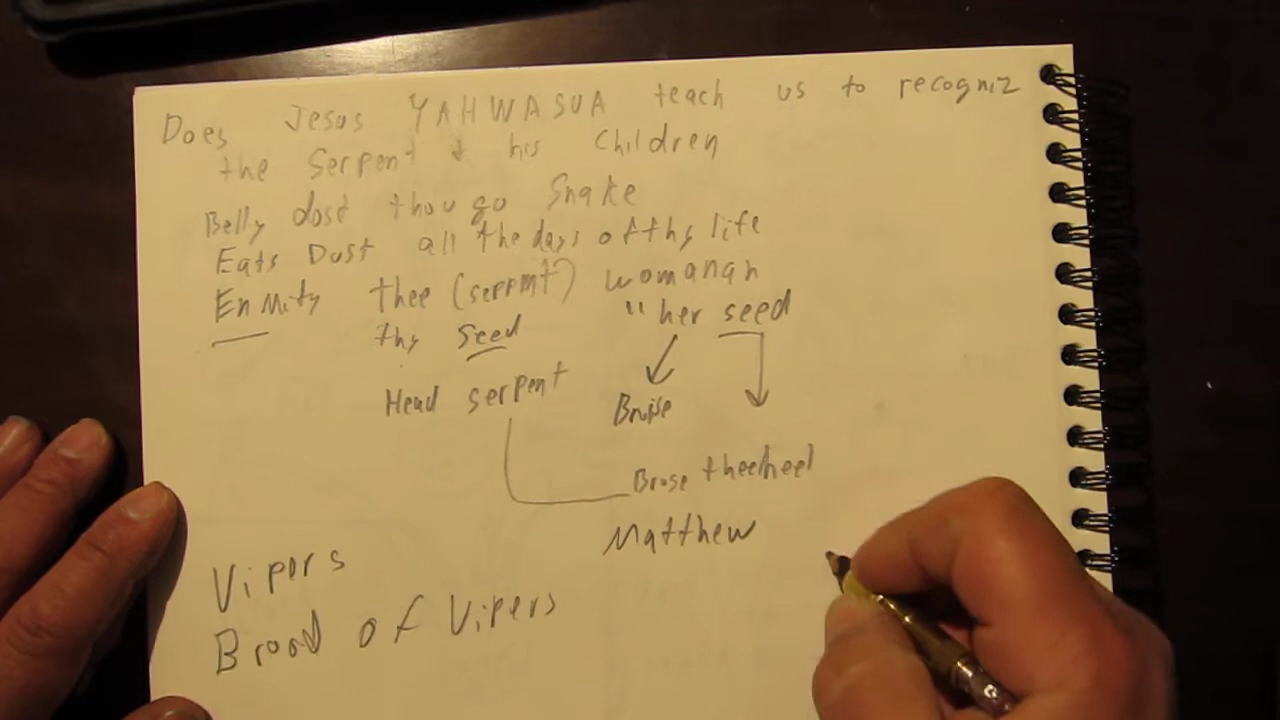 Does Jesus YAHWASUA teach us to recogniz
the Serpent + his Children
Belly dost thou go Snake
Eats Dust all the days of thy life
EnMity thee (serpmt) womanan
thy Seed " her seed
Head serpent Bruise
Bruse theeheel
Matthew
Vipers
Brood of Vipers